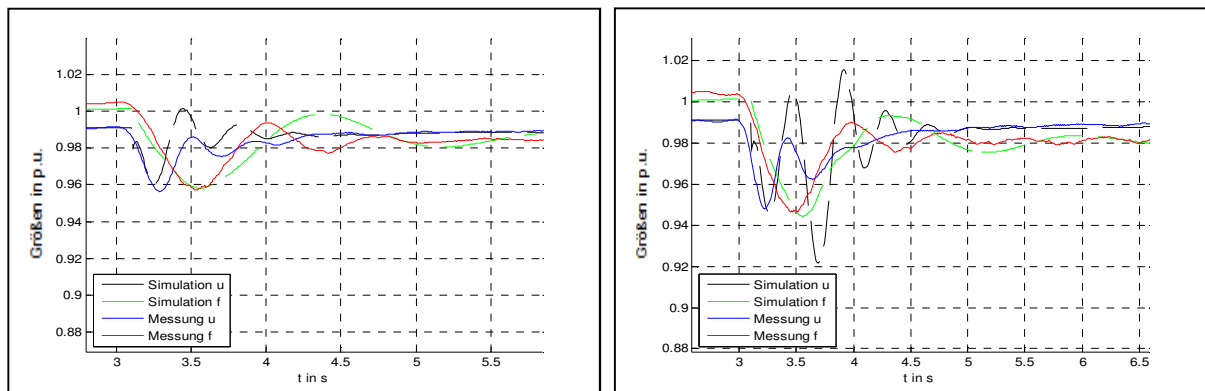 Größen in p.u.
1.02
1
0.98
0.96
0.94
0.92
0.9
0.88
Simulation u
Simulation f
Messung u
Messung f
3
3.5
4
4.5
5
5.5
t in s
Größen in p.u.
1.02
1
0.98
0.96
0.94
0.92
0.9
0.88
Simulation u
Simulation f
Messung u
Messung f
3
3.5
4
4.5
5
5.5
6
6.5
t in s